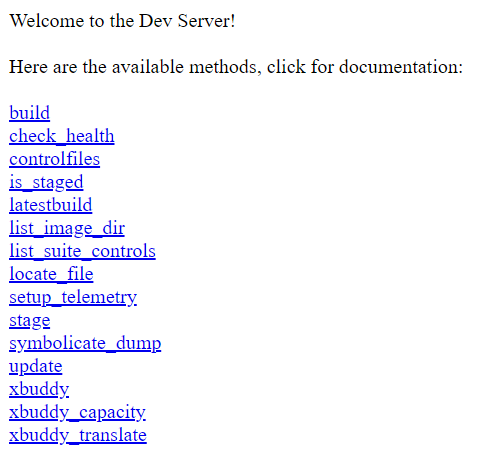 Welcome to the Dev Server!
Here are the available methods, click for documentation:
build
check_health
controlfiles
is_staged
latestbuild
list_image_dir
list_suite_controls
locate_file
setup_telemetry
stage
symbolicate_dump
update
xbuddy
xbuddy_capacity
xbuddy_translate